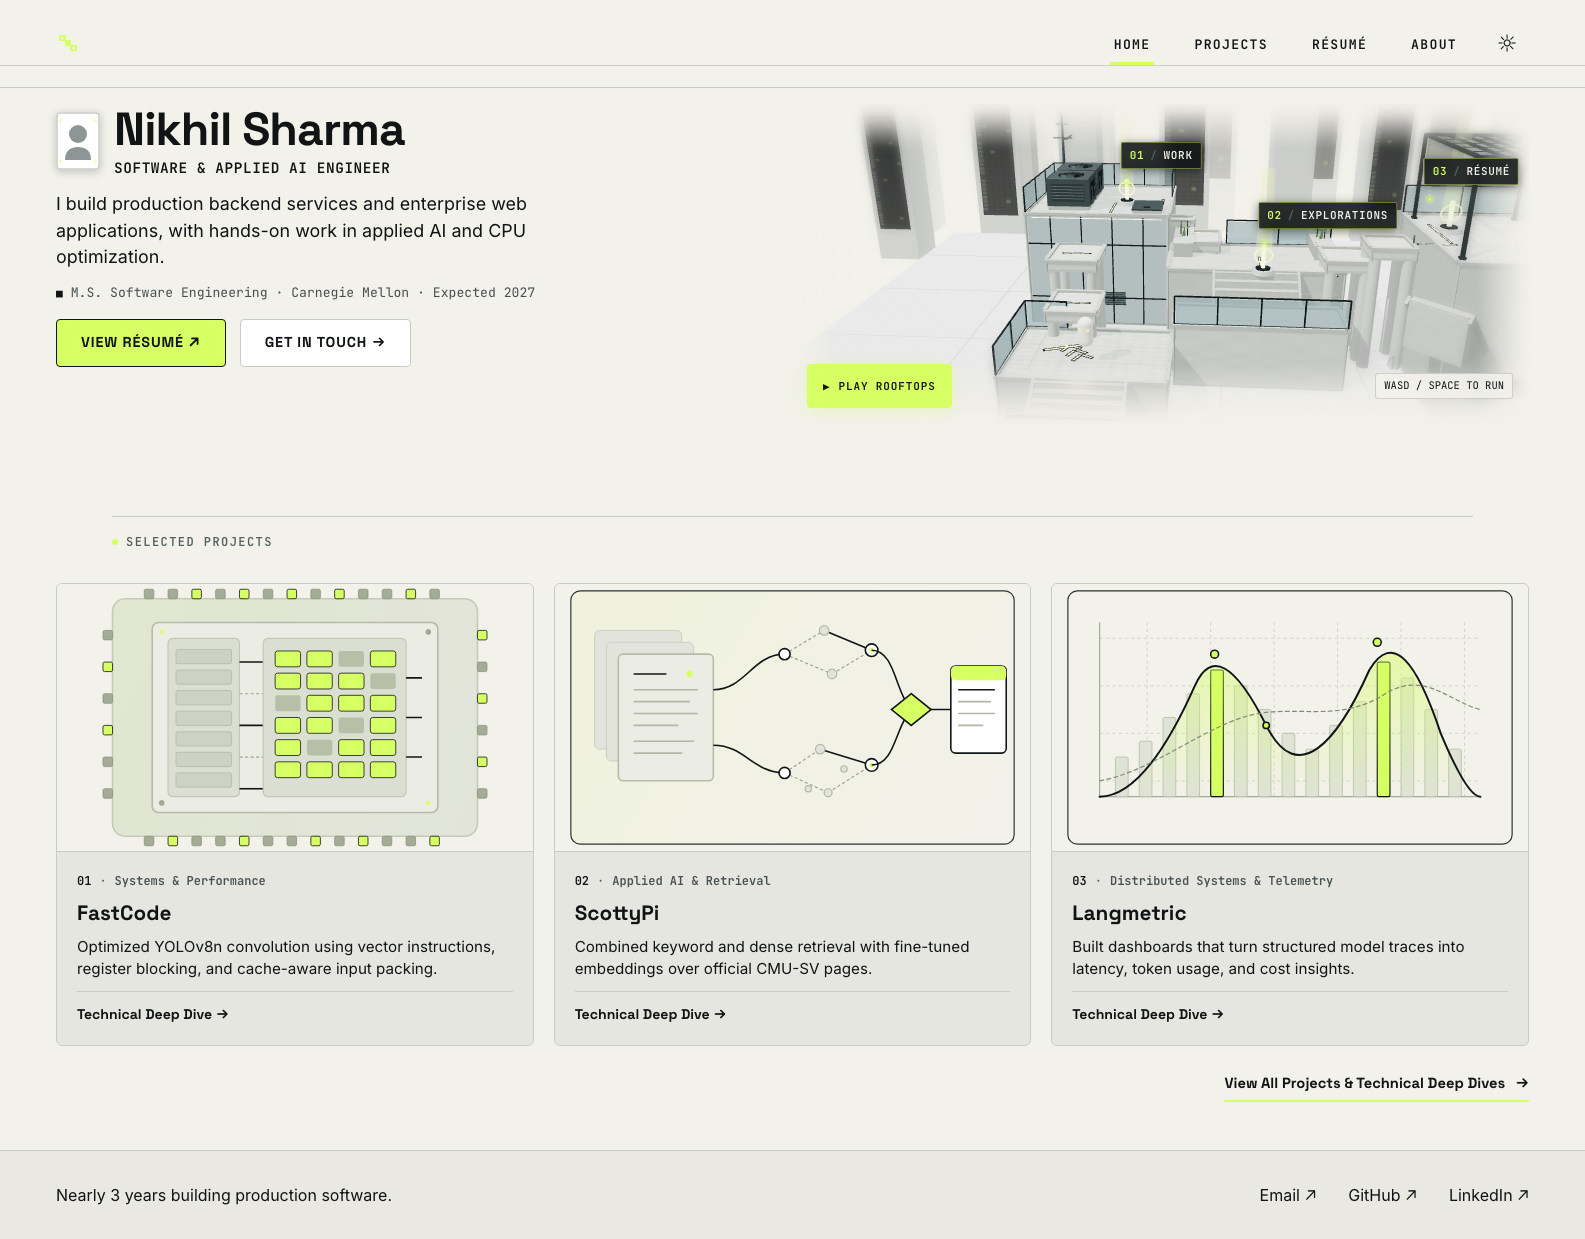 HOME PROJECTS RÉSUMÉ ABOUT
Nikhil Sharma
SOFTWARE & APPLIED AI ENGINEER
I build production backend services and enterprise web
applications, with hands-on work in applied AI and CPU
optimization.
M.S. Software Engineering · Carnegie Mellon · Expected 2027
VIEW RÉSUMÉ ↗ GET IN TOUCH →
01 / WORK
03 / RÉSUMÉ
02 / EXPLORATIONS
▶ PLAY ROOFTOPS
WASD / SPACE TO RUN
SELECTED PROJECTS
01 · Systems & Performance
FastCode
Optimized YOLOv8n convolution using vector instructions,
register blocking, and cache-aware input packing.
Technical Deep Dive →
02 · Applied AI & Retrieval
ScottyPi
Combined keyword and dense retrieval with fine-tuned
embeddings over official CMU-SV pages.
Technical Deep Dive →
03 · Distributed Systems & Telemetry
Langmetric
Built dashboards that turn structured model traces into
latency, token usage, and cost insights.
Technical Deep Dive →
View All Projects & Technical Deep Dives →
Nearly 3 years building production software.
Email ↗ GitHub ↗ LinkedIn ↗